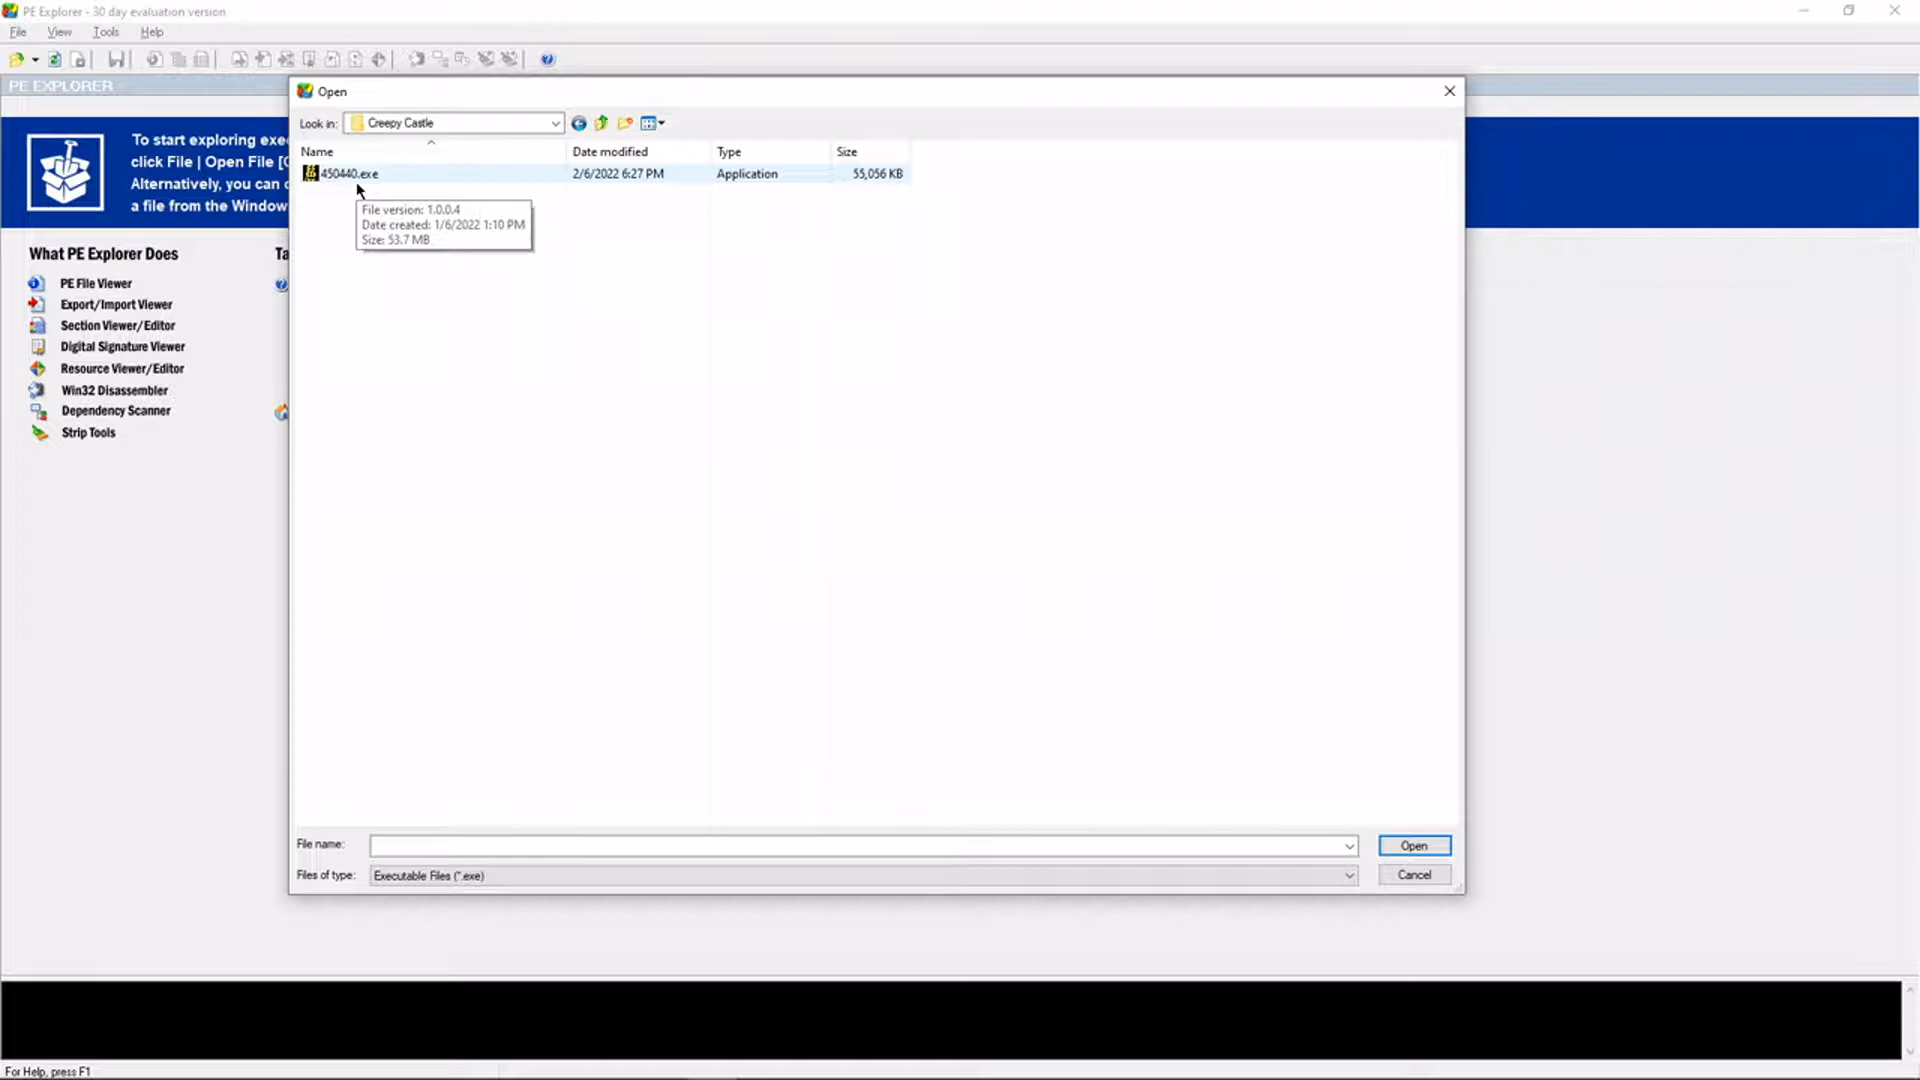 PE Explorer - 30 day evaluation version
File View Tools Help
PE EXPLORER
To start exploring exe
click File | Open File [C
Alternatively, you can
a file from the Window
What PE Explorer Does
Ta
PE File Viewer
Export/Import Viewer
Section Viewer/Editor
Digital Signature Viewer
Resource Viewer/Editor
Win32 Disassembler
Dependency Scanner
Strip Tools
Open
Look in: Creepy Castle
Name Date modified Type Size
450440.exe 2/6/2022 6:27 PM Application 55,056 KB
File version: 1.0.0.4
Date created: 1/6/2022 1:10 PM
Size: 53.7 MB
File name:
Open
Files of type: Executable Files (*.exe)
Cancel
For Help, press F1